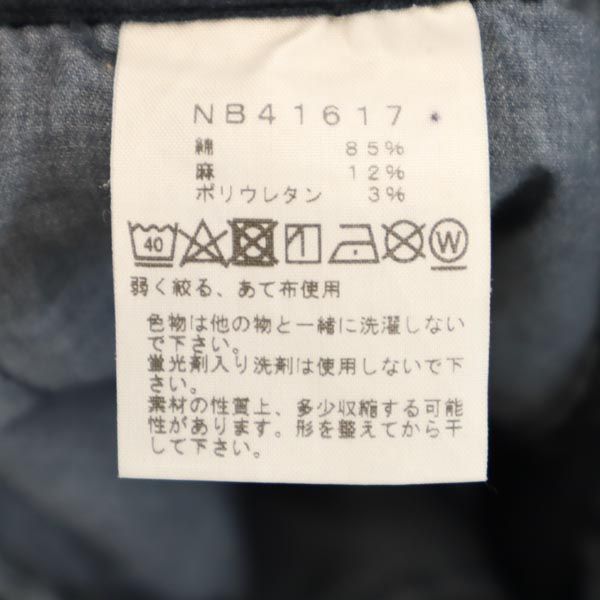 NB41617
綿 85%
麻 12%
ポリウレタン 3%
40 W
弱く絞る、あて布使用
色物は他の物と一緒に洗濯しない
で下さい。
蛍光剤入り洗剤は使用しないで下
さい。
素材の性質上、多少収縮する可能
性があります。形を整えてから干
して下さい。